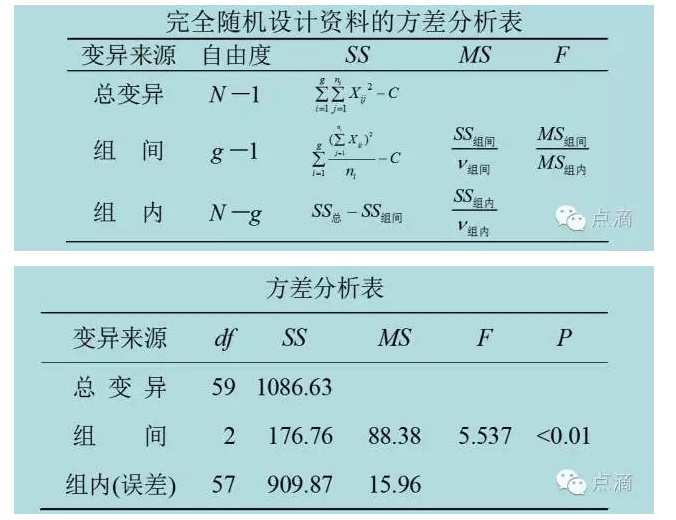 完全随机设计资料的方差分析表
变异来源 自由度 SS MS F
总变异 N－1 $\sum_{i=1}^{g}\sum_{j=1}^{n_i} X_{ij}^2 - C$
组 间 g－1 $\sum_{i=1}^{g}\frac{(\sum_{j=1}^{n_i} X_{ij})^2}{n_i} - C$ $\frac{SS_{组间}}{\nu_{组间}}$ $\frac{MS_{组间}}{MS_{组内}}$
组 内 N－g $SS_{总} - SS_{组间}$ $\frac{SS_{组内}}{\nu_{组内}}$
点滴
方差分析表
变异来源 df SS MS F P
总 变 异 59 1086.63
组 间 2 176.76 88.38 5.537 <0.01
组内(误差) 57 909.87 15.96
点滴